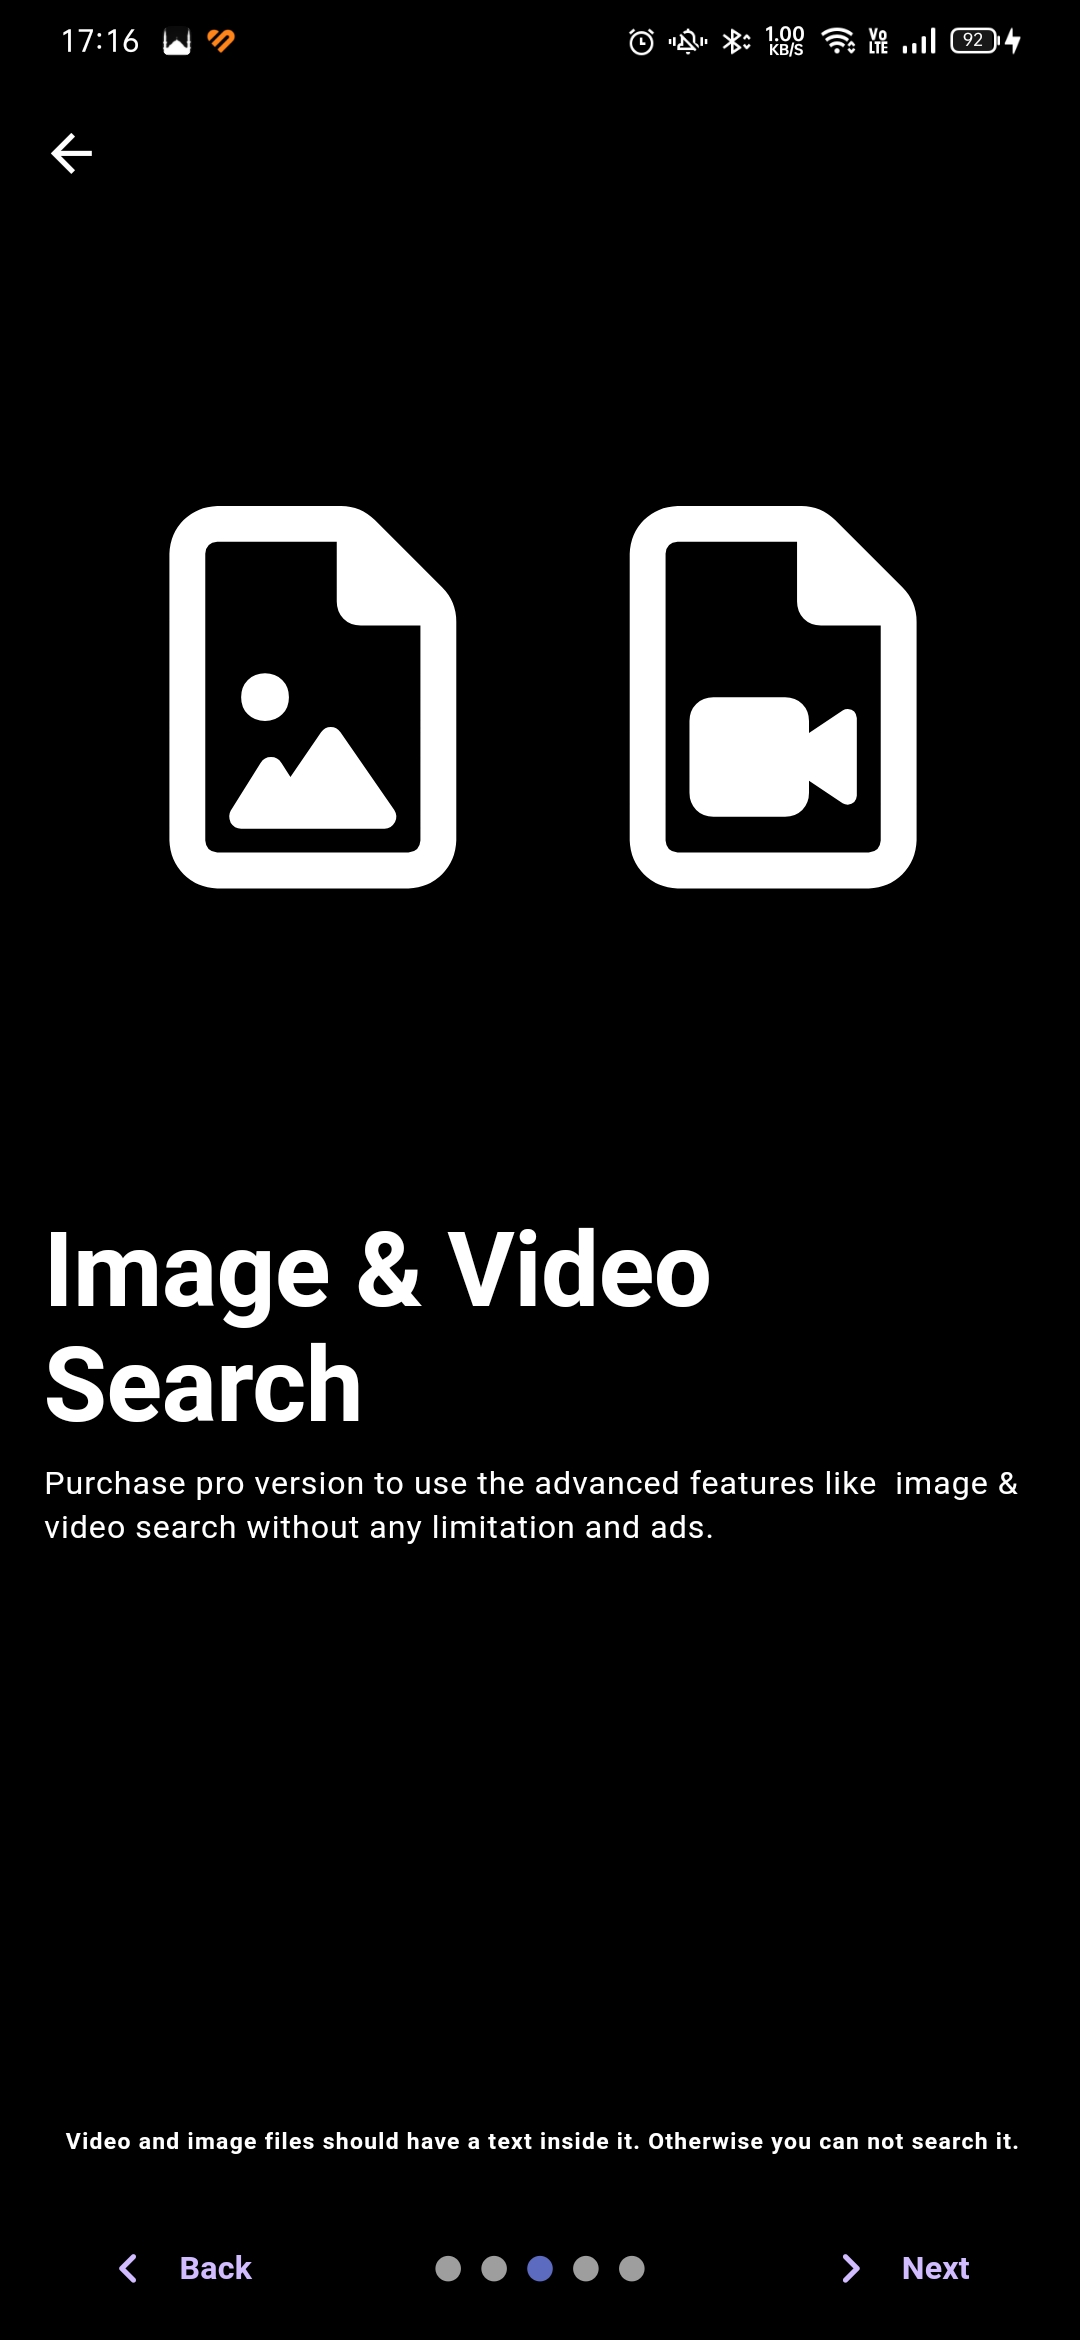 17:16
1.00
KB/S
Vo
LTE
92
Image & Video
Search
Purchase pro version to use the advanced features like  image &
video search without any limitation and ads.
Video and image files should have a text inside it. Otherwise you can not search it.
Back
Next